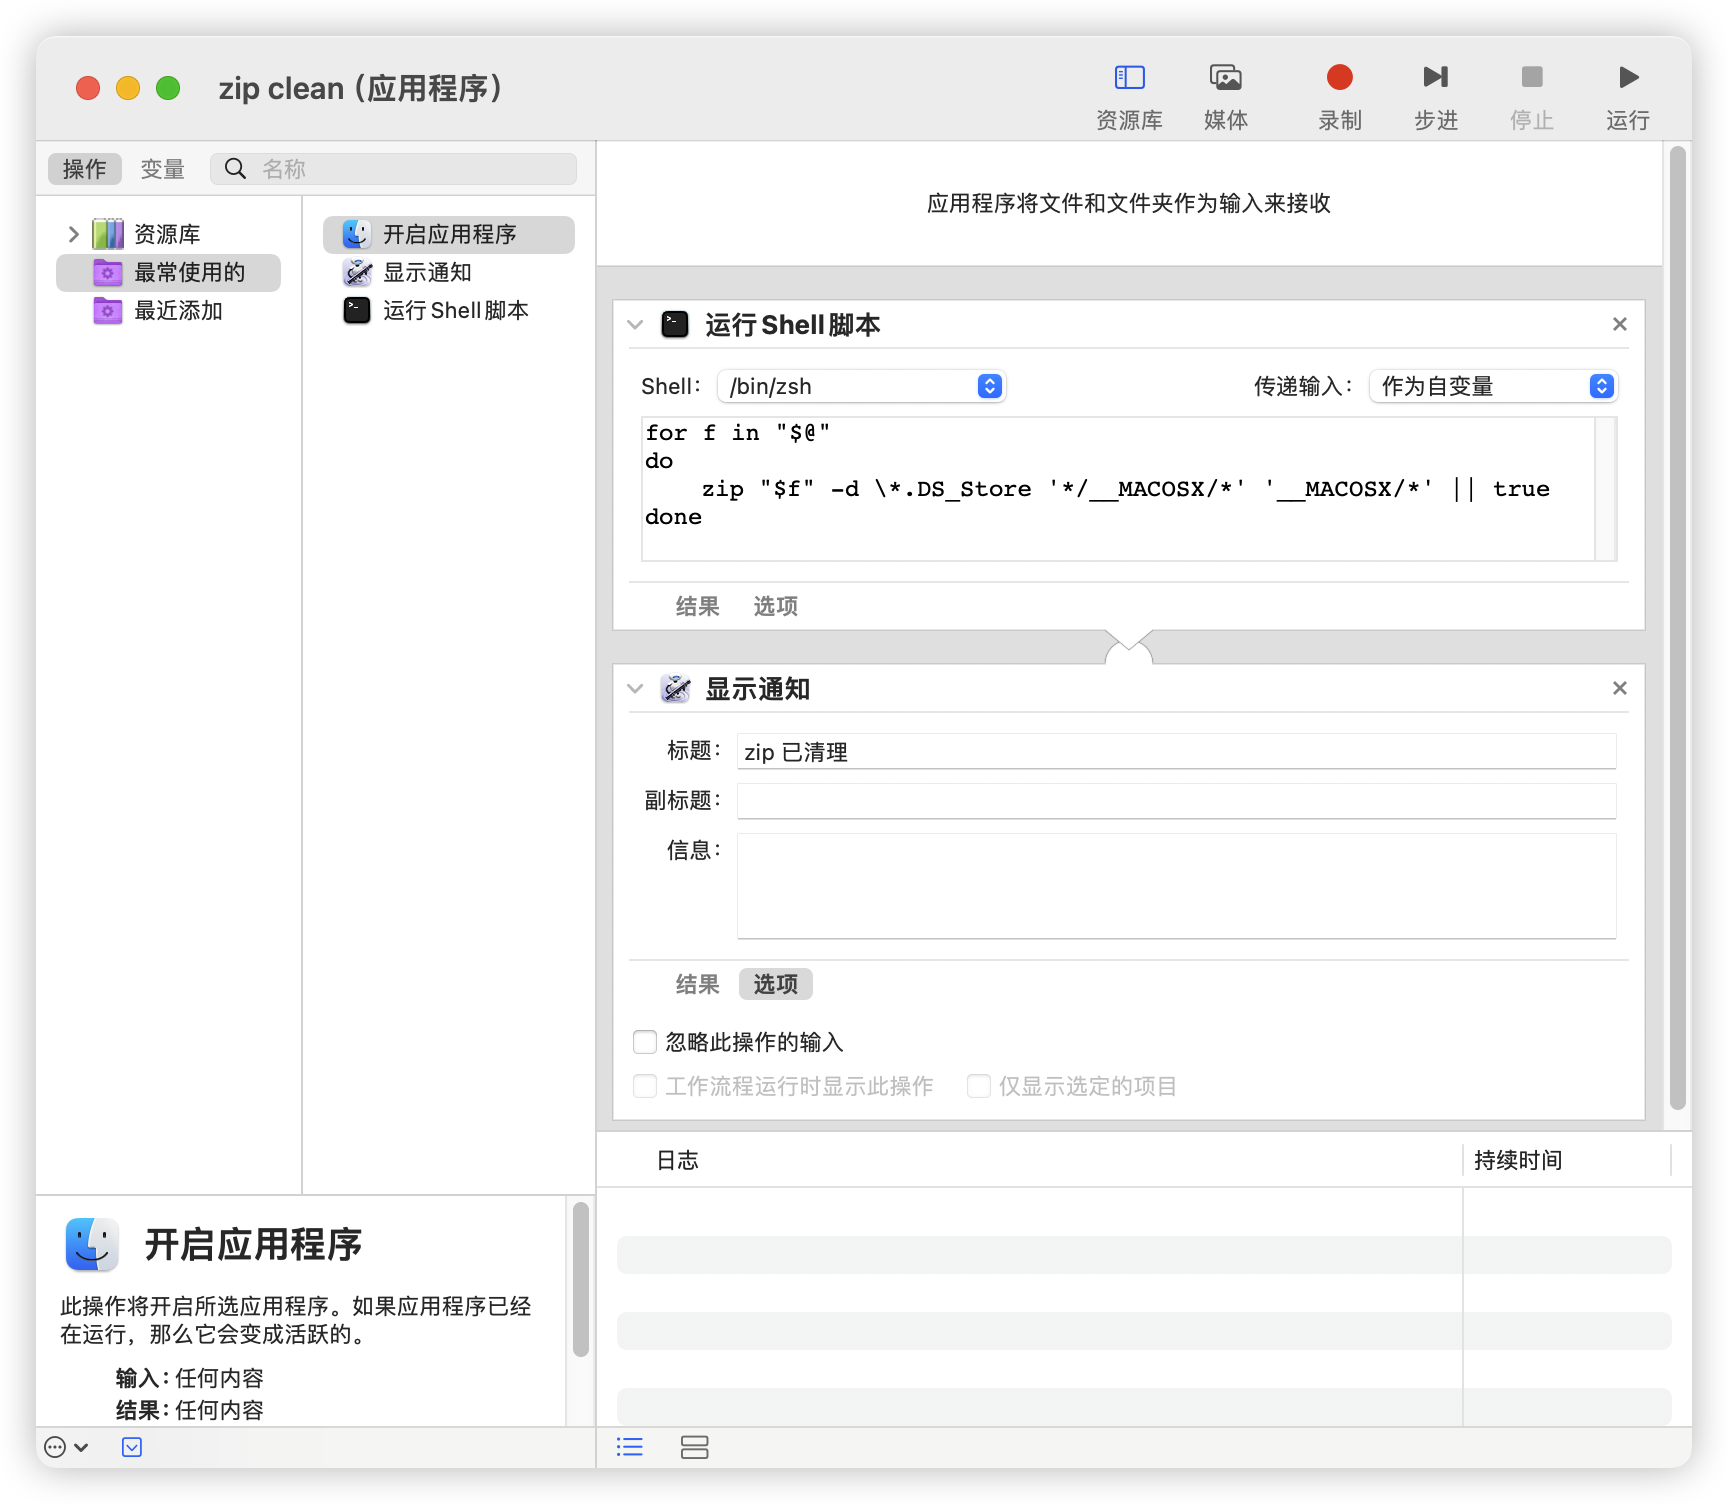 zip clean（应用程序）
资源库
媒体
录制
步进
停止
运行
操作
变量
名称
资源库
最常使用的
最近添加
开启应用程序
显示通知
运行 Shell 脚本
应用程序将文件和文件夹作为输入来接收
运行 Shell 脚本
Shell：
/bin/zsh
传递输入：
作为自变量
for f in "$@"
do
    zip "$f" -d \*.DS_Store '*/__MACOSX/*' '__MACOSX/*' || true
done
结果
选项
显示通知
标题：
zip 已清理
副标题：
信息：
结果
选项
忽略此操作的输入
工作流程运行时显示此操作
仅显示选定的项目
日志
持续时间
开启应用程序
此操作将开启所选应用程序。如果应用程序已经
在运行，那么它会变成活跃的。
输入：任何内容
结果：任何内容